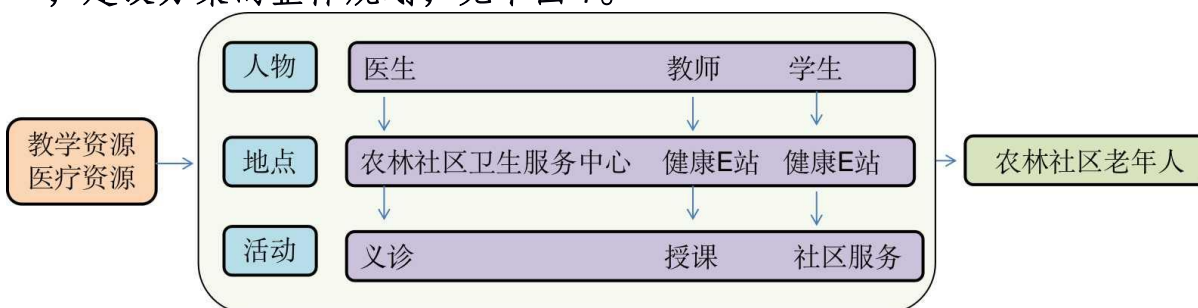 人物 医生 教师 学生
教学资源
医疗资源
地点 农林社区卫生服务中心 健康E站 健康E站
农林社区老年人
活动 义诊 授课 社区服务